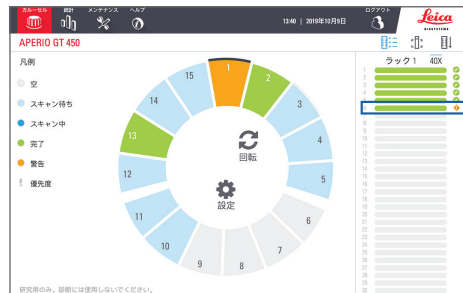 カルーセル 統計 メンテナンス ヘルプ
13:40 | 2019年10月9日
ログアウト
Leica
BIOSYSTEMS
APERIO GT 450
凡例
空
スキャン待ち
スキャン中
完了
警告
! 優先度
1
2
3
4
5
6
7
8
9
10
11
12
13
14
15
回転
設定
ラック 1 40X
研究用のみ。診断には使用しないでください。